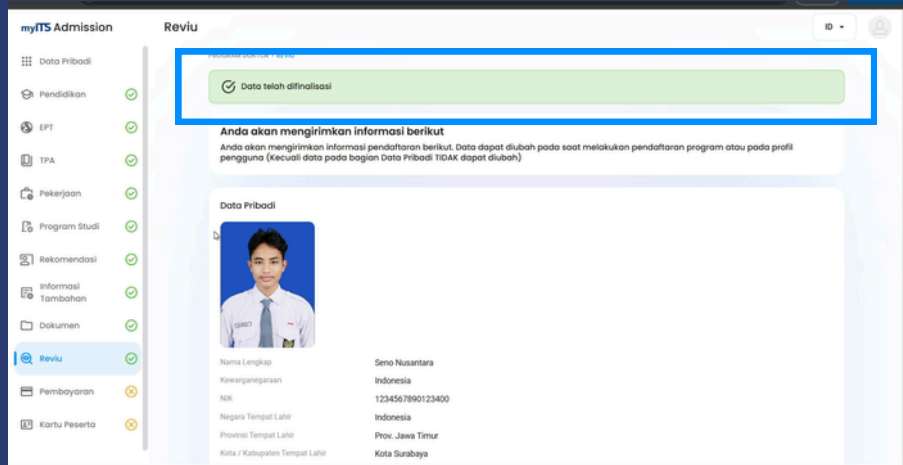 myITS Admission
Reviu
ID
Data Pribadi
Pendidikan
EPT
TPA
Pekerjaan
Program Studi
Rekomendasi
Informasi
Tambahan
Dokumen
Reviu
Pembayaran
Kartu Peserta
PROGRAM DOKTOR • REVIU
Data telah difinalisasi
Anda akan mengirimkan informasi berikut
Anda akan mengirimkan informasi pendaftaran berikut. Data dapat diubah pada saat melakukan pendaftaran program atau pada profil
pengguna (Kecuali data pada bagian Data Pribadi TIDAK dapat diubah)
Data Pribadi
Nama Lengkap Seno Nusantara
Kewarganegaraan Indonesia
NIK 1234567890123400
Negara Tempat Lahir Indonesia
Provinsi Tempat Lahir Prov. Jawa Timur
Kota / Kabupaten Tempat Lahir Kota Surabaya